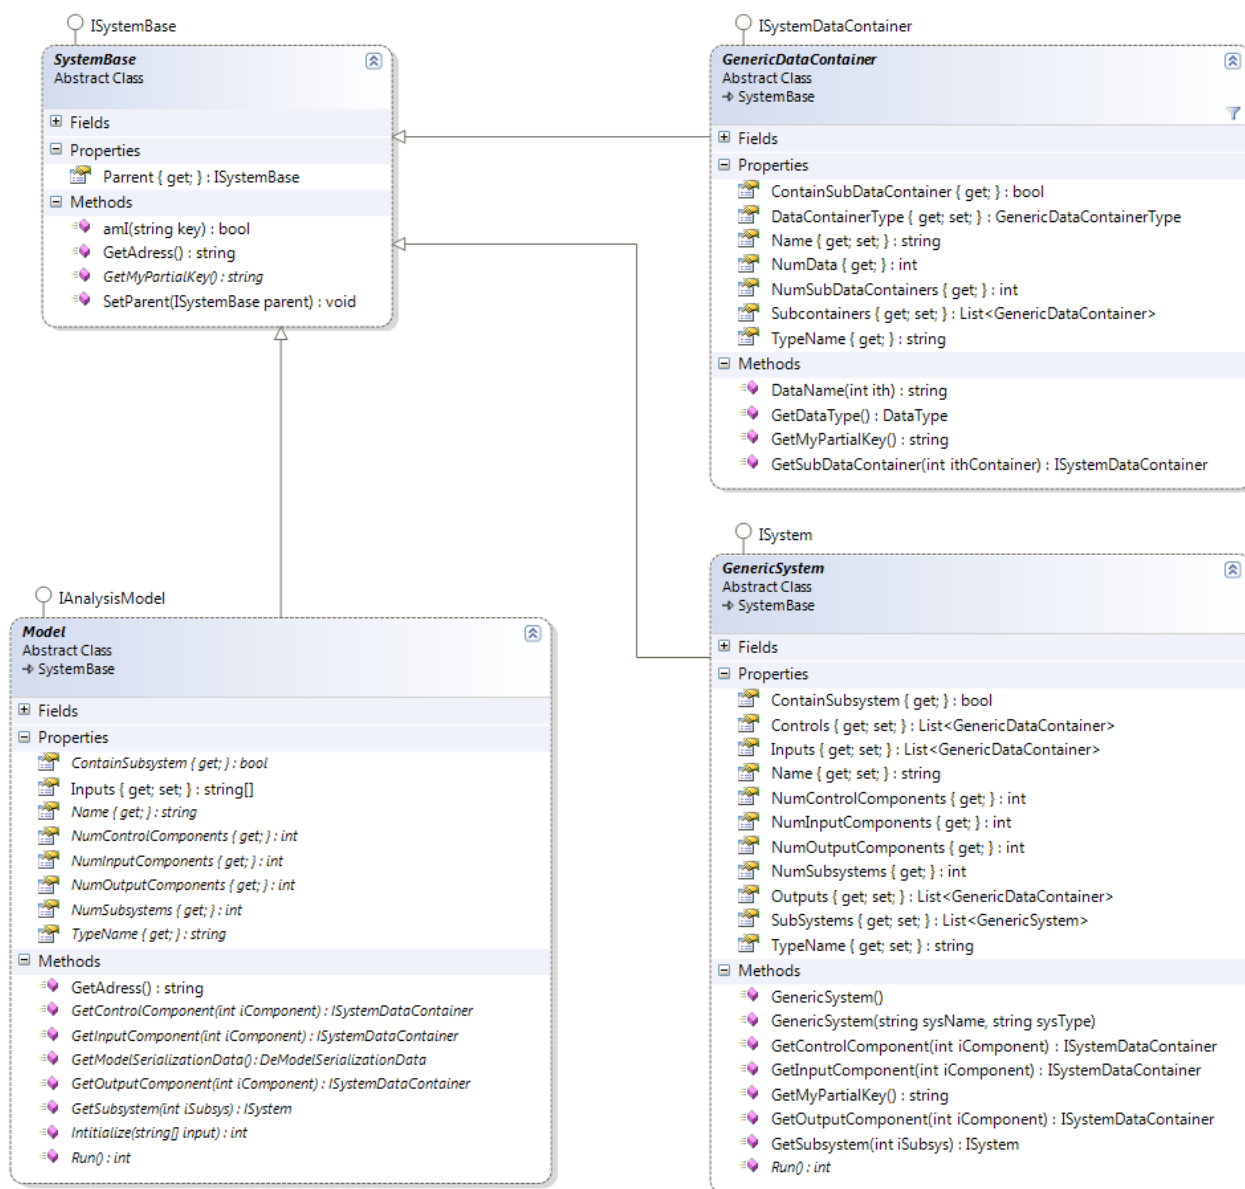 ISystemBase
SystemBase
Abstract Class
Fields
Properties
Parrent { get; } : ISystemBase
Methods
amI(string key) : bool
GetAdress() : string
GetMyPartialKey() : string
SetParent(ISystemBase parent) : void
ISystemDataContainer
GenericDataContainer
Abstract Class
SystemBase
Fields
Properties
ContainSubDataContainer { get; } : bool
DataContainerType { get; set; } : GenericDataContainerType
Name { get; set; } : string
NumData { get; } : int
NumSubDataContainers { get; } : int
Subcontainers { get; set; } : List<GenericDataContainer>
TypeName { get; } : string
Methods
DataName(int ith) : string
GetDataType() : DataType
GetMyPartialKey() : string
GetSubDataContainer(int ithContainer) : ISystemDataContainer
IAnalysisModel
Model
Abstract Class
SystemBase
Fields
Properties
ContainSubsystem { get; } : bool
Inputs { get; set; } : string[]
Name { get; } : string
NumControlComponents { get; } : int
NumInputComponents { get; } : int
NumOutputComponents { get; } : int
NumSubsystems { get; } : int
TypeName { get; } : string
Methods
GetAdress() : string
GetControlComponent(int iComponent) : ISystemDataContainer
GetInputComponent(int iComponent) : ISystemDataContainer
GetModelSerializationData() : DeModelSerializationData
GetOutputComponent(int iComponent) : ISystemDataContainer
GetSubsystem(int iSubsys) : ISystem
Intitialize(string[] input) : int
Run() : int
ISystem
GenericSystem
Abstract Class
SystemBase
Fields
Properties
ContainSubsystem { get; } : bool
Controls { get; set; } : List<GenericDataContainer>
Inputs { get; set; } : List<GenericDataContainer>
Name { get; set; } : string
NumControlComponents { get; } : int
NumInputComponents { get; } : int
NumOutputComponents { get; } : int
NumSubsystems { get; } : int
Outputs { get; set; } : List<GenericDataContainer>
SubSystems { get; set; } : List<GenericSystem>
TypeName { get; set; } : string
Methods
GenericSystem()
GenericSystem(string sysName, string sysType)
GetControlComponent(int iComponent) : ISystemDataContainer
GetInputComponent(int iComponent) : ISystemDataContainer
GetMyPartialKey() : string
GetOutputComponent(int iComponent) : ISystemDataContainer
GetSubsystem(int iSubsys) : ISystem
Run() : int